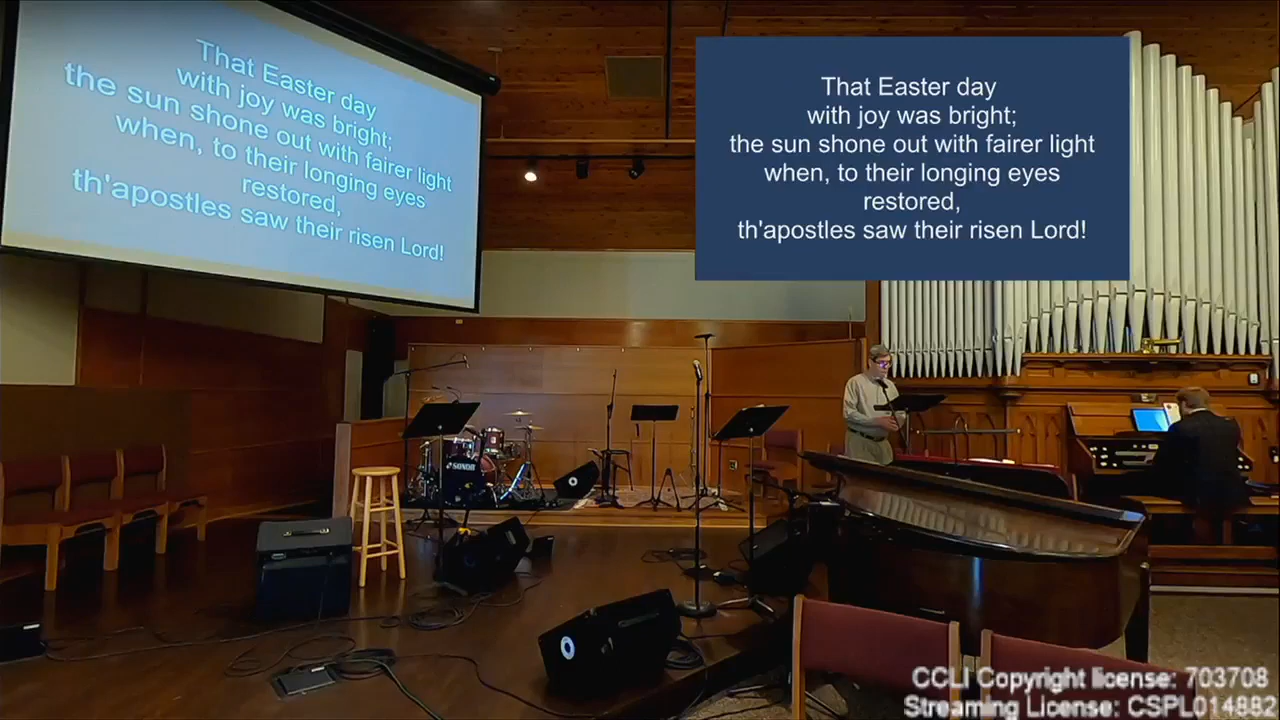 That Easter day
with joy was bright;
the sun shone out with fairer light
when, to their longing eyes
restored,
th'apostles saw their risen Lord!
That Easter day
with joy was bright;
the sun shone out with fairer light
when, to their longing eyes
restored,
th'apostles saw their risen Lord!
SONOR
CCLI Copyright license: 703708
Streaming License: CSPL014882